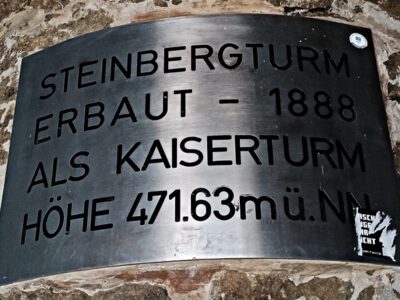 STEINBERGTURM
ERBAUT – 1888
ALS KAISERTURM
HÖHE 471.63m ü.NN